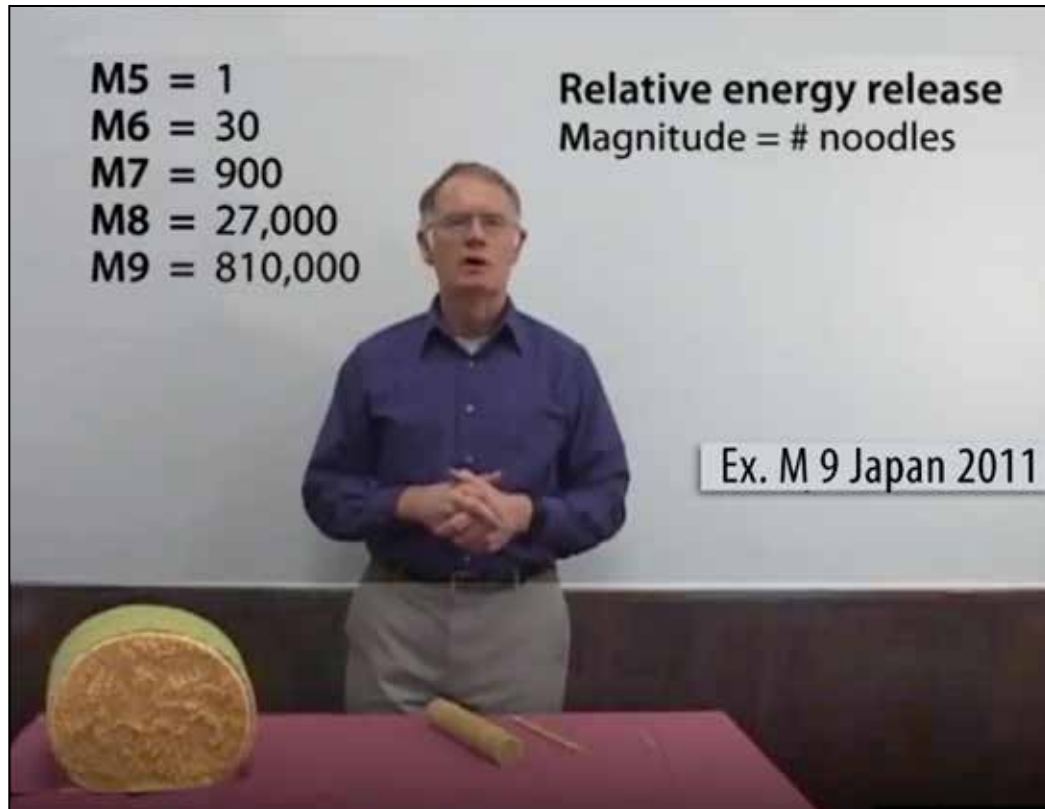 M5 = 1
M6 = 30
M7 = 900
M8 = 27,000
M9 = 810,000
Relative energy release
Magnitude = # noodles
Ex. M 9 Japan 2011